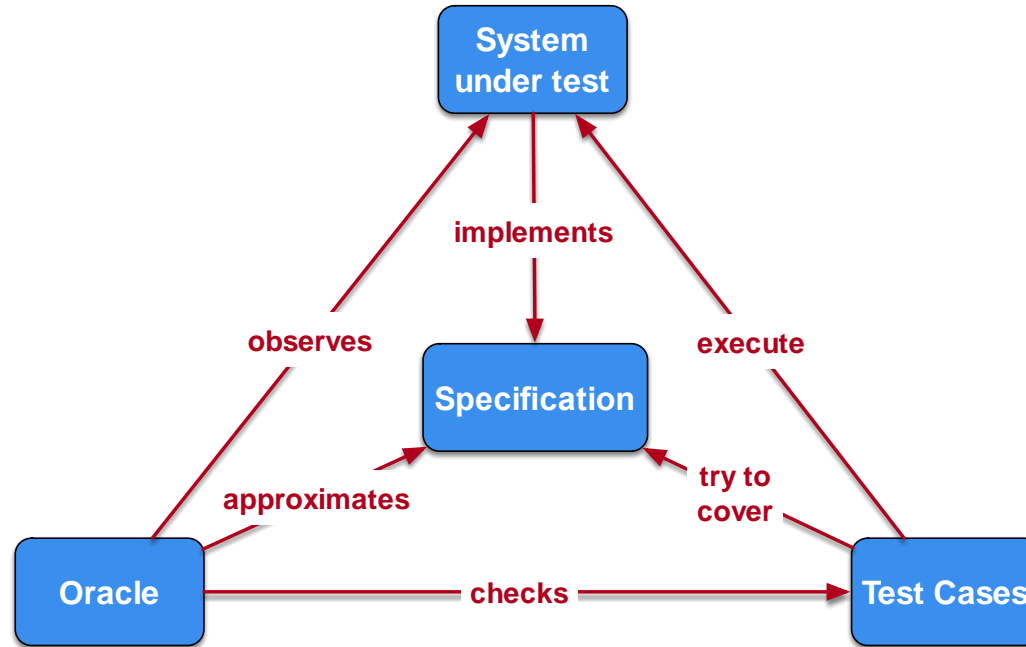 System
under test
implements
observes
execute
Specification
approximates
try to
cover
Oracle
checks
Test Cases